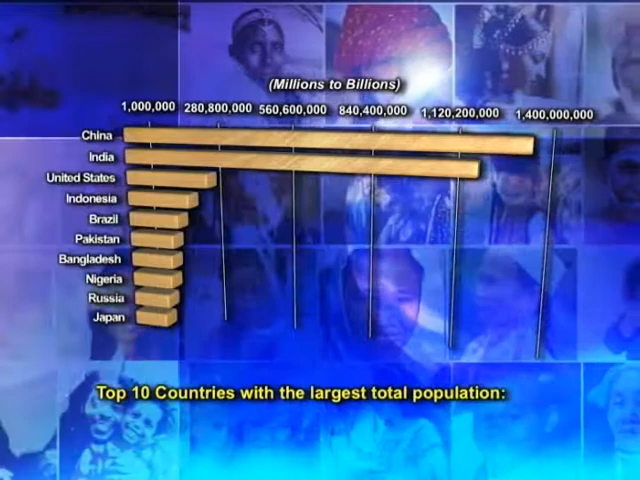 (Millions to Billions)
1,000,000 280,800,000 560,600,000 840,400,000 1,120,200,000 1,400,000,000
China
India
United States
Indonesia
Brazil
Pakistan
Bangladesh
Nigeria
Russia
Japan
Top 10 Countries with the largest total population: